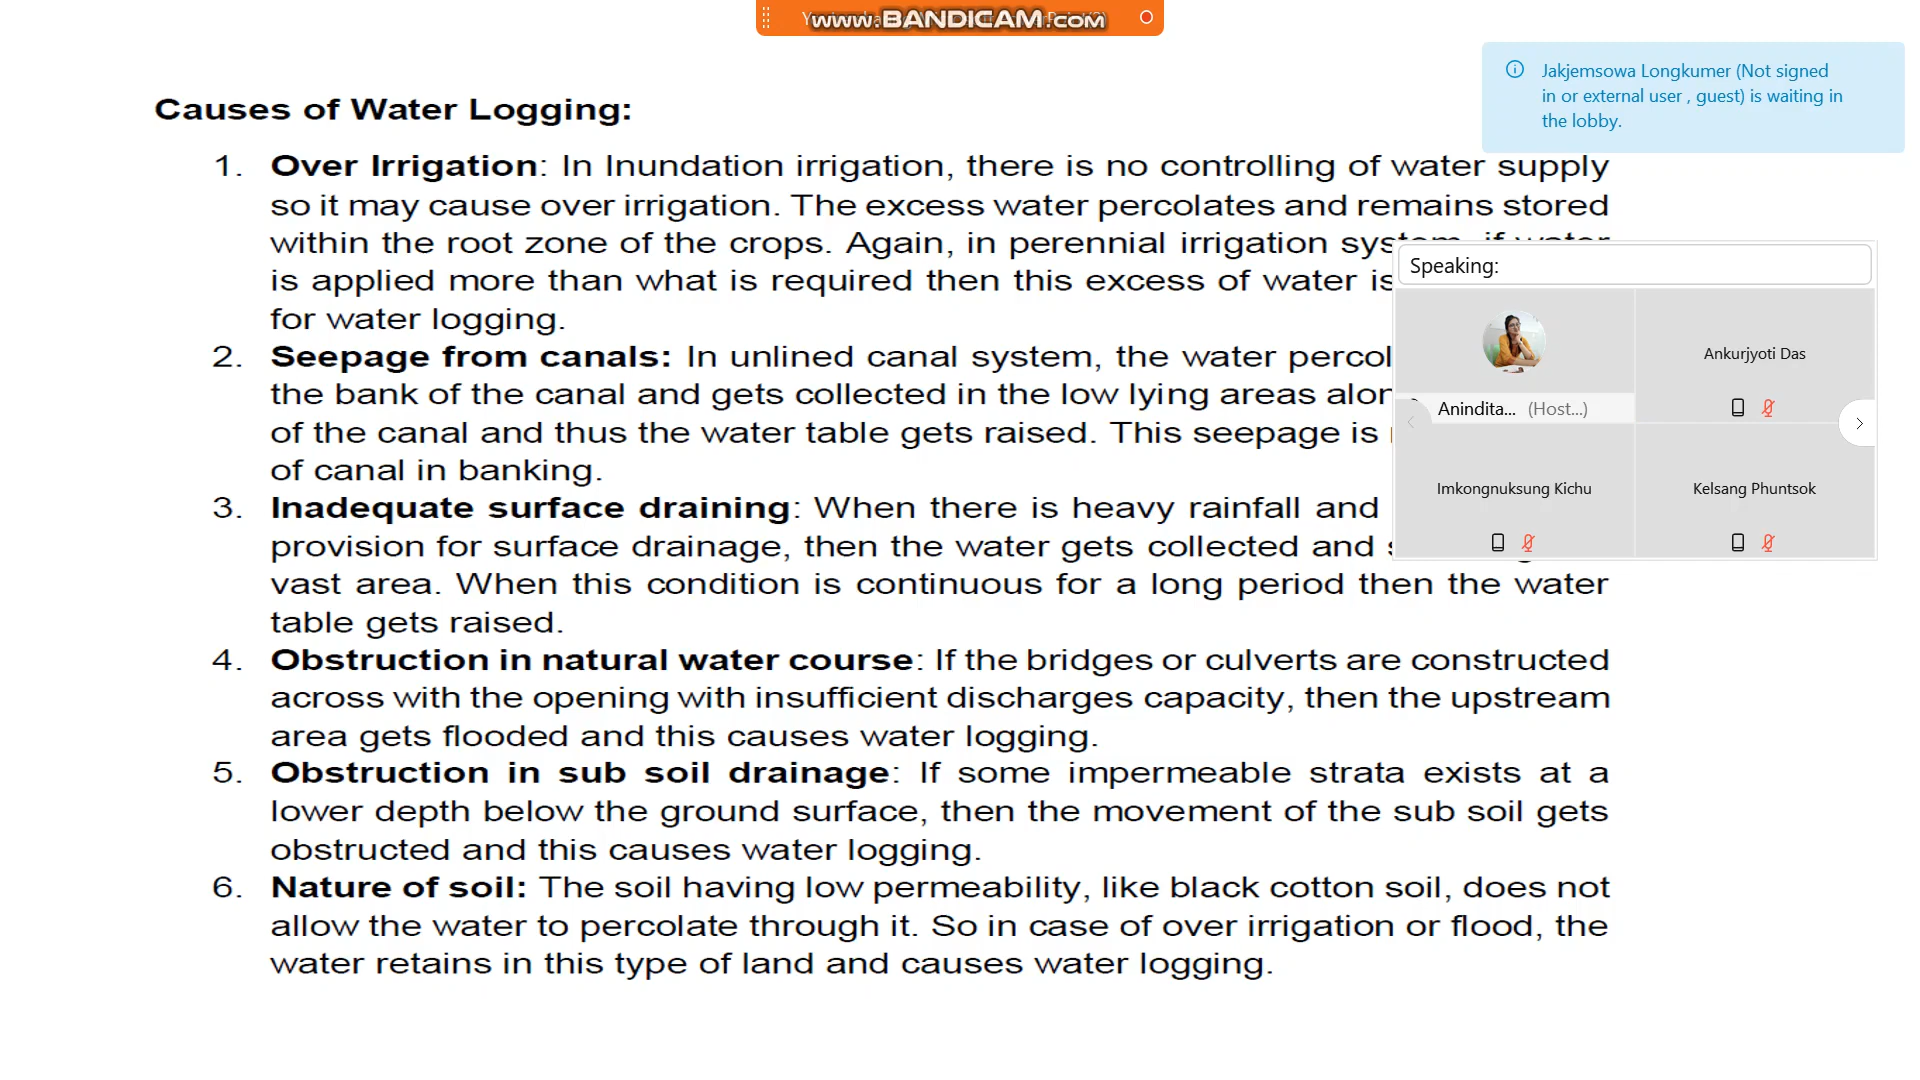 www.BANDICAM.com
Jakjemsowa Longkumer (Not signed
in or external user , guest) is waiting in
the lobby.
Causes of Water Logging:
1. Over Irrigation: In Inundation irrigation, there is no controlling of water supply
so it may cause over irrigation. The excess water percolates and remains stored
within the root zone of the crops. Again, in perennial irrigation system, if water
is applied more than what is required then this excess of water is
for water logging.
2. Seepage from canals: In unlined canal system, the water
the bank of the canal and gets collected in the low lying areas
of the canal and thus the water table gets raised. This seepage is
of canal in banking.
3. Inadequate surface draining: When there is heavy rainfall and
provision for surface drainage, then the water gets collected and
vast area. When this condition is continuous for a long period then the water
table gets raised.
4. Obstruction in natural water course: If the bridges or culverts are constructed
across with the opening with insufficient discharges capacity, then the upstream
area gets flooded and this causes water logging.
5. Obstruction in sub soil drainage: If some impermeable strata exists at a
lower depth below the ground surface, then the movement of the sub soil gets
obstructed and this causes water logging.
6. Nature of soil: The soil having low permeability, like black cotton soil, does not
allow the water to percolate through it. So in case of over irrigation or flood, the
water retains in this type of land and causes water logging.
Speaking:
Ankurjyoti Das
Anindita... (Host...)
Imkongnuksung Kichu
Kelsang Phuntsok